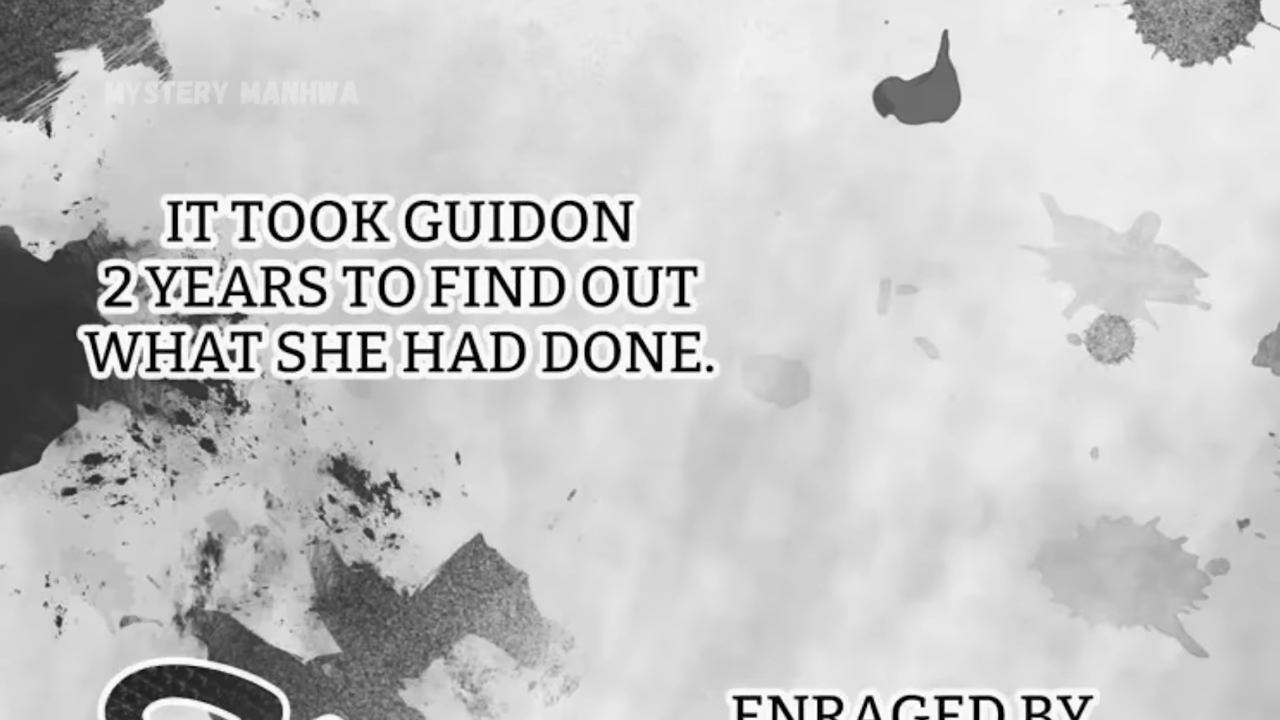 MYSTERY MANHWA
IT TOOK GUIDON
2 YEARS TO FIND OUT
WHAT SHE HAD DONE.
ENRAGED BY